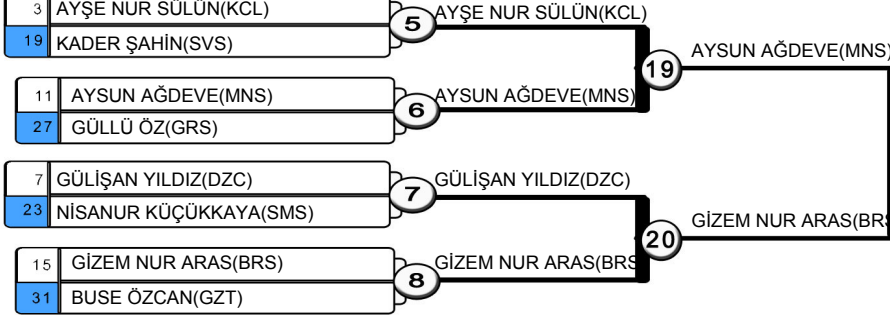 3 AYŞE NUR SÜLÜN(KCL)
19 KADER ŞAHİN(SVS)
5 AYŞE NUR SÜLÜN(KCL)
11 AYSUN AĞDEVE(MNS)
27 GÜLLÜ ÖZ(GRS)
6 AYSUN AĞDEVE(MNS)
19 AYSUN AĞDEVE(MNS)
7 GÜLİŞAN YILDIZ(DZC)
23 NİSANUR KÜÇÜKKAYA(SMS)
7 GÜLİŞAN YILDIZ(DZC)
15 GİZEM NUR ARAS(BRS)
31 BUSE ÖZCAN(GZT)
8 GİZEM NUR ARAS(BRS
20 GİZEM NUR ARAS(BRS